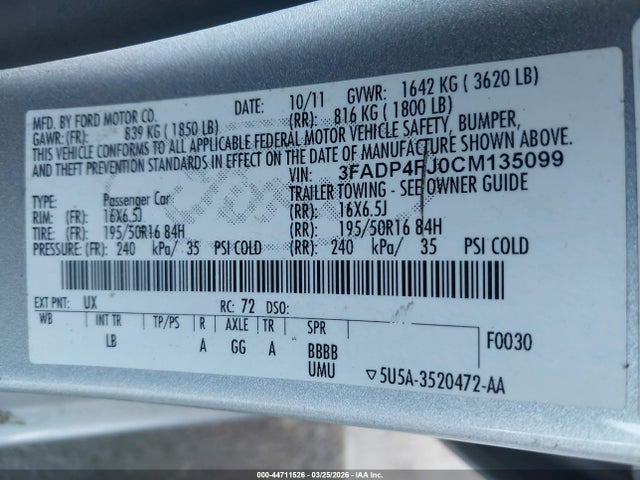 MFD. BY FORD MOTOR CO. DATE: 10/11 GVWR: 1642 KG ( 3620 LB)
GAWR: (FR): 839 KG ( 1850 LB) (RR): 816 KG ( 1800 LB)
THIS VEHICLE CONFORMS TO ALL APPLICABLE FEDERAL MOTOR VEHICLE SAFETY, BUMPER,
AND THEFT PREVENTION STANDARDS IN EFFECT ON THE DATE OF MANUFACTURE SHOWN ABOVE.
VIN: 3FADP4FJ0CM135099
TYPE: Passenger Car TRAILER TOWING - SEE OWNER GUIDE
RIM: (FR): 16X6.5J (RR): 16X6.5J
TIRE: (FR): 195/50R16 84H (RR): 195/50R16 84H
PRESSURE: (FR): 240 kPa/ 35 PSI COLD (RR): 240 kPa/ 35 PSI COLD
EXT PNT: UX RC: 72 DSO:
WB INT TR TP/PS R AXLE TR SPR F0030
LB A GG A BBBB
UMU ▽5U5A-3520472-AA
000-44711526 - 03/25/2026 - IAA Inc.